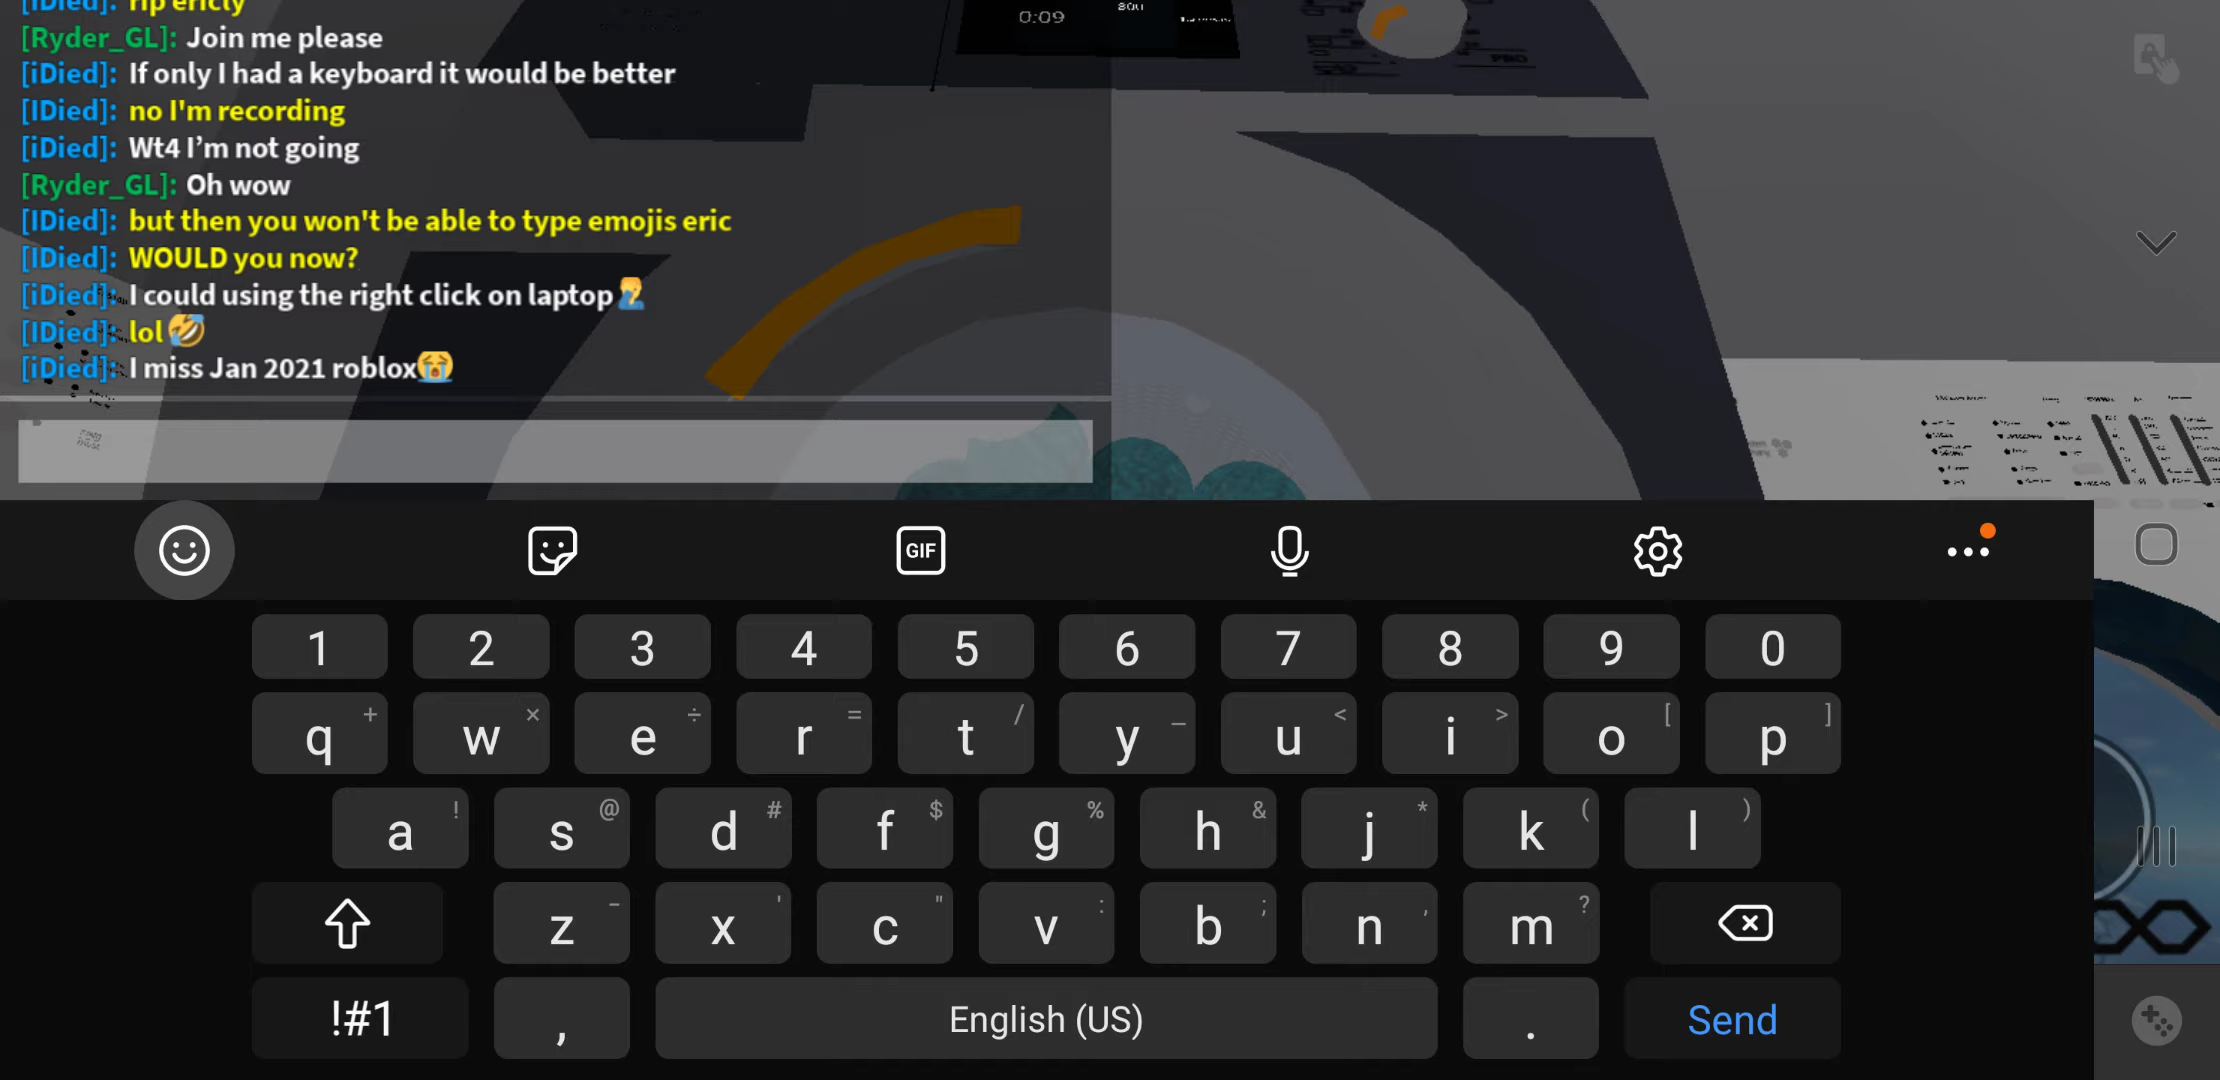 [iDied]: rip ericly
[Ryder_GL]: Join me please
[iDied]: If only I had a keyboard it would be better
[IDied]: no I'm recording
[iDied]: Wt4 I’m not going
[Ryder_GL]: Oh wow
[IDied]: but then you won't be able to type emojis eric
[IDied]: WOULD you now?
[iDied]: I could using the right click on laptop🤦‍♂️
[IDied]: lol🤣
[iDied]: I miss Jan 2021 roblox😭
0:09
GIF
1 2 3 4 5 6 7 8 9 0
q + w × e ÷ r = t / y _ u < i > o [ p ]
a ! s @ d # f $ g % h & j * k ( l )
z - x ' c " v : b ; n , m ?
!#1 , English (US) . Send